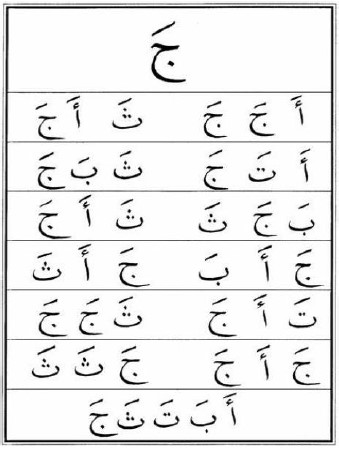 جَ
أَ جَ جَ ثَ أَ جَ
أَ تَ جَ ثَ بَ جَ
بَ جَ ثَ ثَ أَ جَ
جَ أَ بَ جَ أَ ثَ
تَ أَ جَ ثَ جَ جَ
جَ أَ جَ جَ ثَ ثَ
أَ بَ تَ ثَ جَ